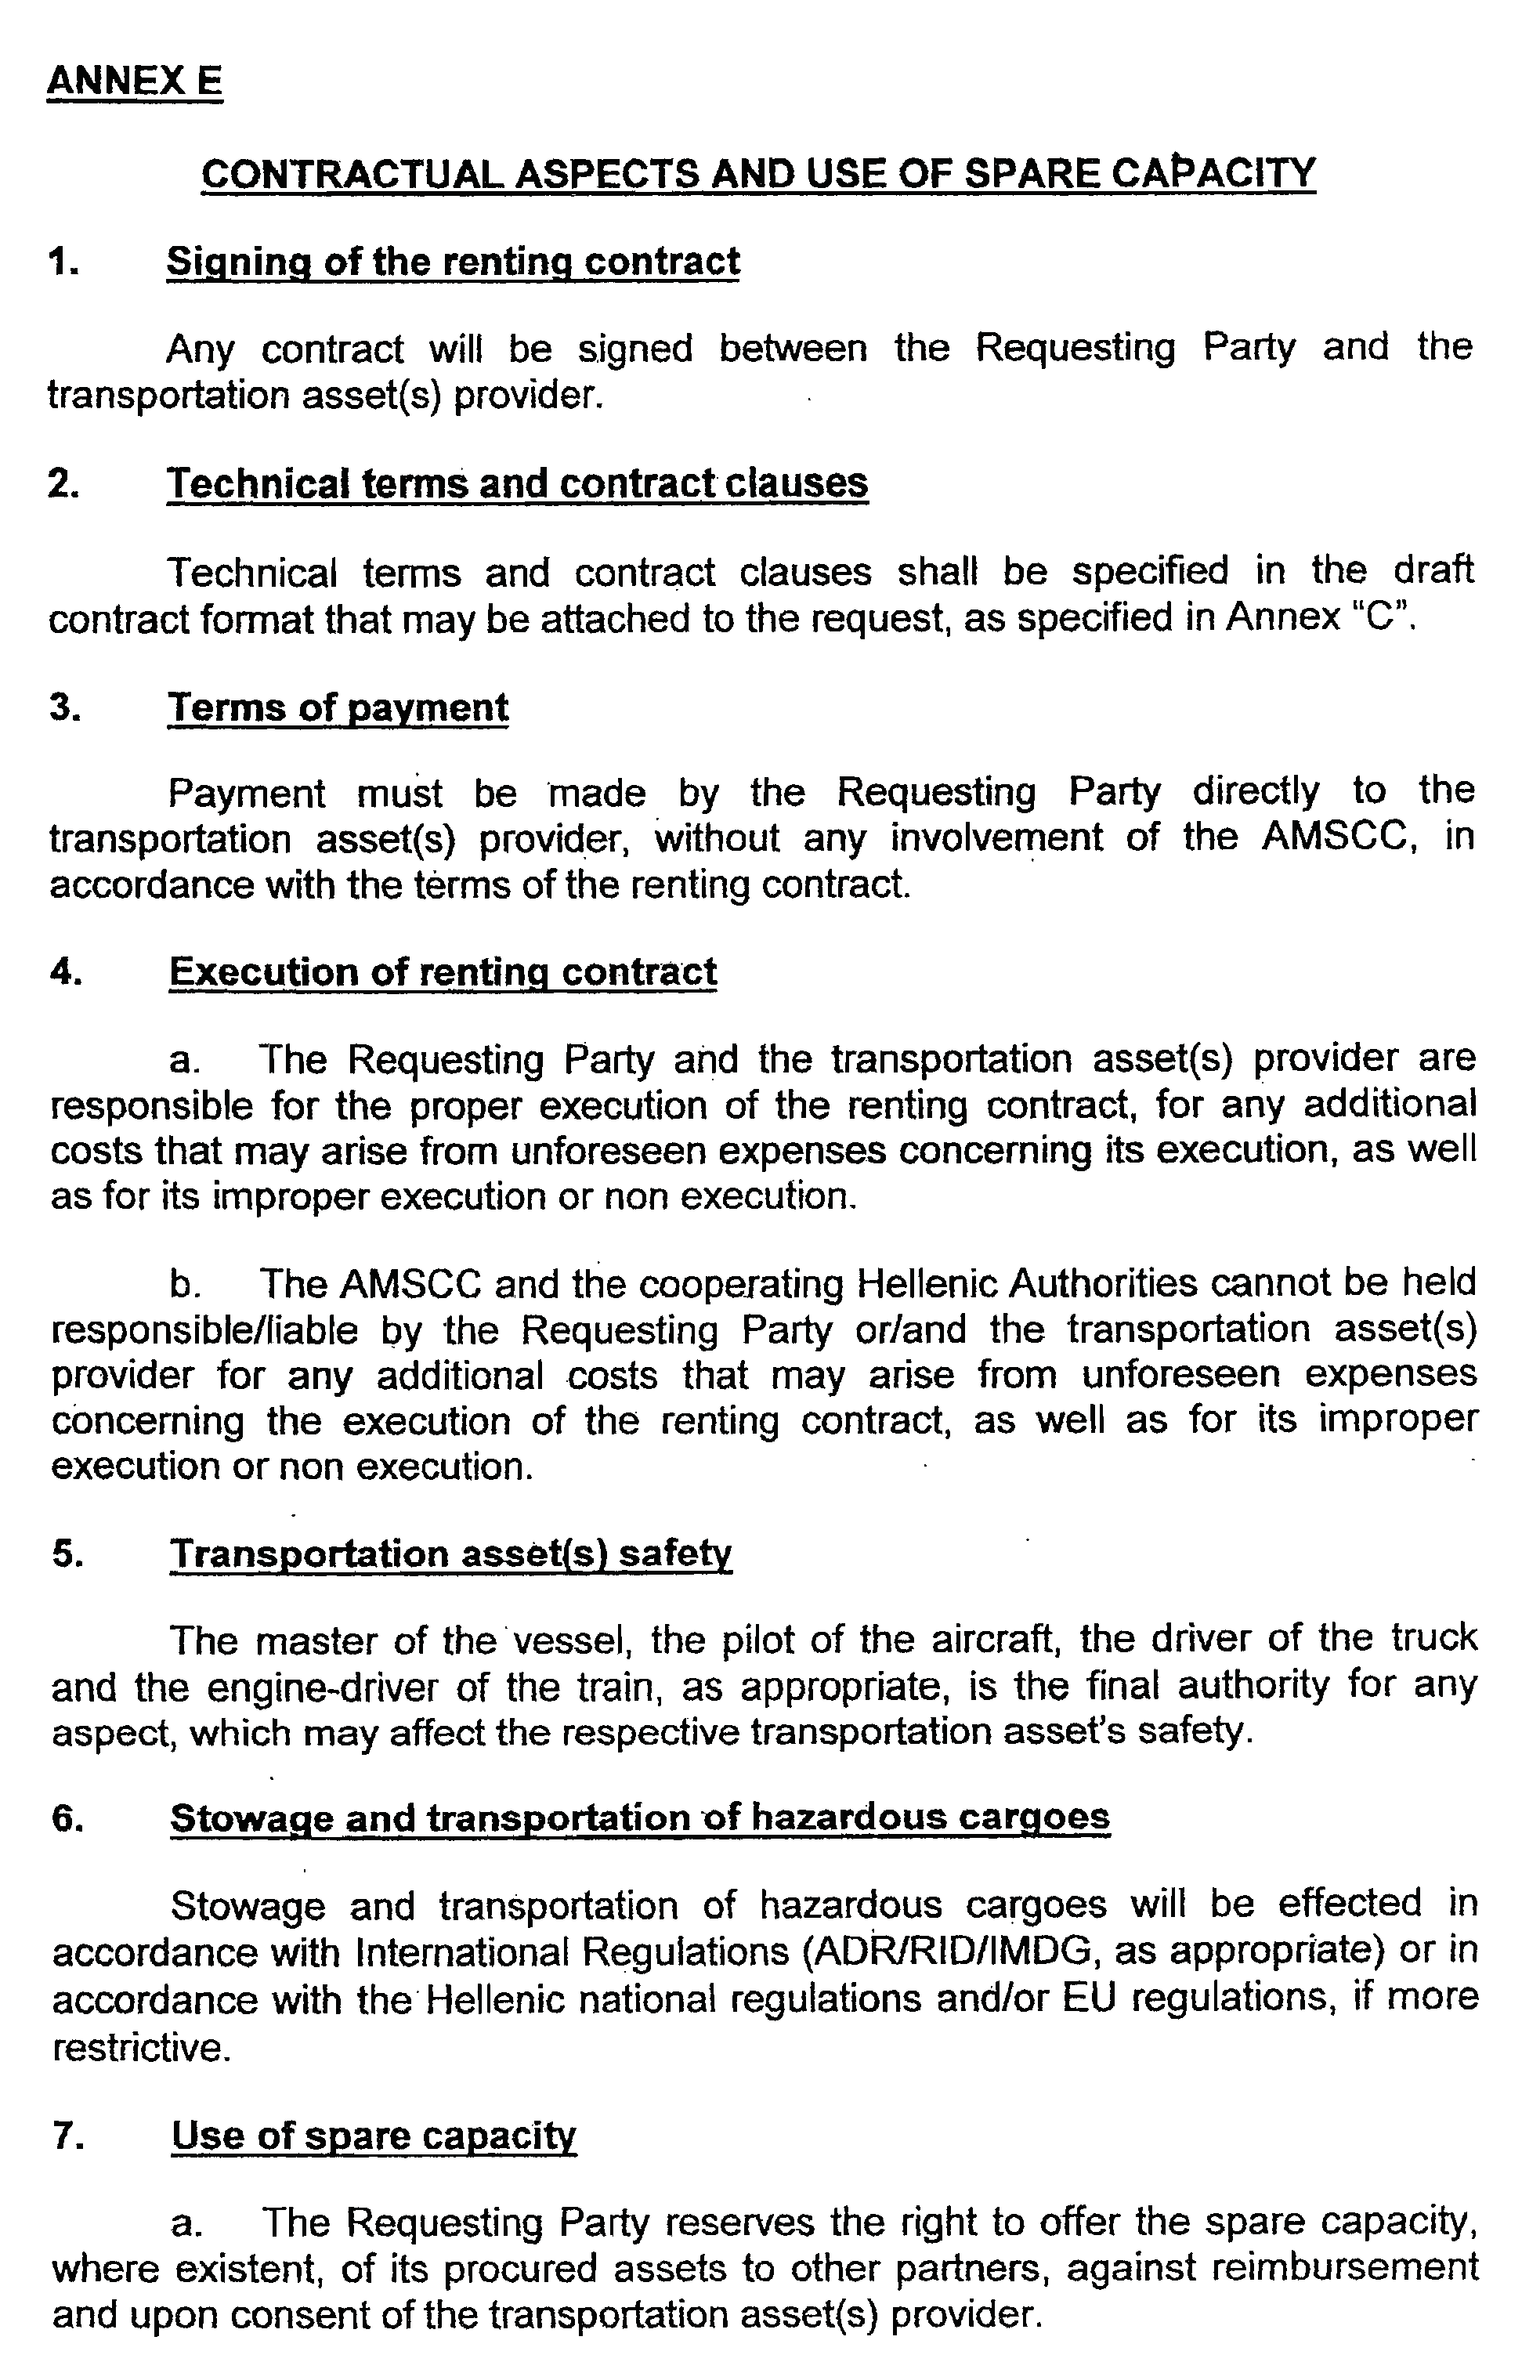 ANNEX E
CONTRACTUAL ASPECTS AND USE OF SPARE CAPACITY
1. Signing of the renting contract
Any contract will be signed between the Requesting Party and the
transportation asset(s) provider.
2. Technical terms and contract clauses
Technical terms and contract clauses shall be specified in the draft
contract format that may be attached to the request, as specified in Annex “C”.
3. Terms of payment
Payment must be made by the Requesting Party directly to the
transportation asset(s) provider, without any involvement of the AMSCC, in
accordance with the terms of the renting contract.
4. Execution of renting contract
a. The Requesting Party and the transportation asset(s) provider are
responsible for the proper execution of the renting contract, for any additional
costs that may arise from unforeseen expenses concerning its execution, as well
as for its improper execution or non execution.
b. The AMSCC and the cooperating Hellenic Authorities cannot be held
responsible/liable by the Requesting Party or/and the transportation asset(s)
provider for any additional costs that may arise from unforeseen expenses
concerning the execution of the renting contract, as well as for its improper
execution or non execution.
5. Transportation asset(s) safety
The master of the vessel, the pilot of the aircraft, the driver of the truck
and the engine-driver of the train, as appropriate, is the final authority for any
aspect, which may affect the respective transportation asset's safety.
6. Stowage and transportation of hazardous cargoes
Stowage and transportation of hazardous cargoes will be effected in
accordance with International Regulations (ADR/RID/IMDG, as appropriate) or in
accordance with the Hellenic national regulations and/or EU regulations, if more
restrictive.
7. Use of spare capacity
a. The Requesting Party reserves the right to offer the spare capacity,
where existent, of its procured assets to other partners, against reimbursement
and upon consent of the transportation asset(s) provider.